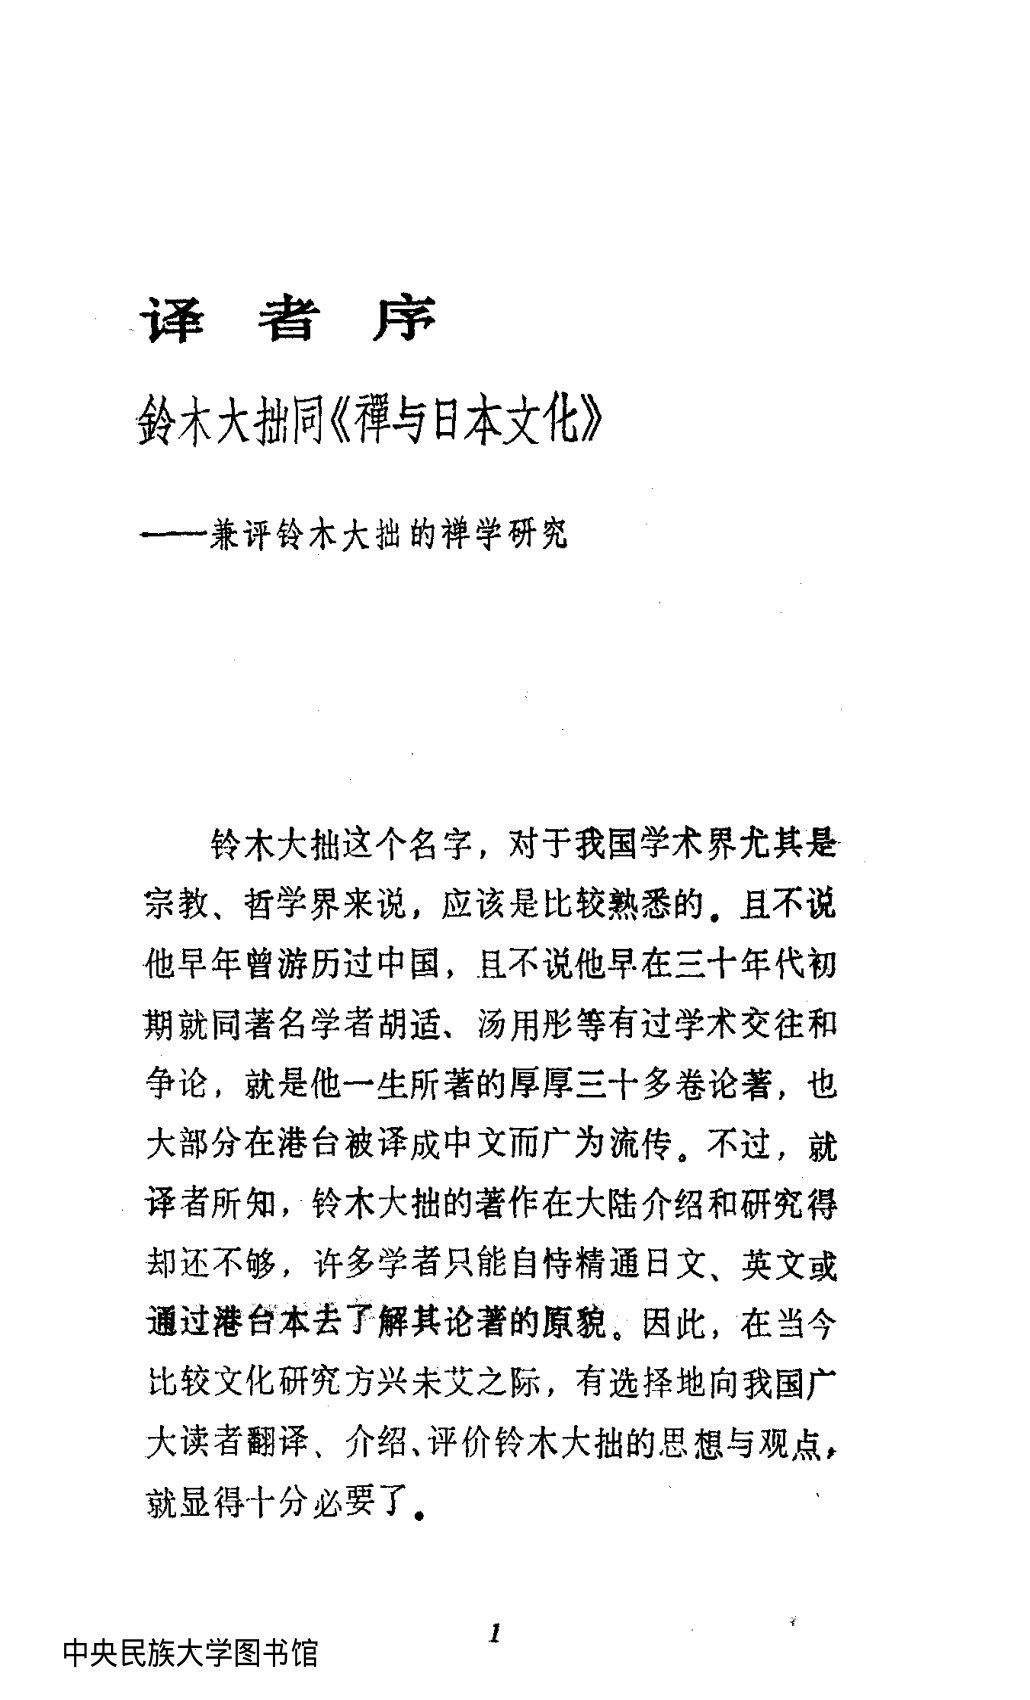 译者序
鈴木大拙同《禪与日本文化》
——兼评铃木大拙的禅学研究
铃木大拙这个名字，对于我国学术界尤其是
宗教、哲学界来说，应该是比较熟悉的。且不说
他早年曾游历过中国，且不说他早在三十年代初
期就同著名学者胡适、汤用彤等有过学术交往和
争论，就是他一生所著的厚厚三十多卷论著，也
大部分在港台被译成中文而广为流传。不过，就
译者所知，铃木大拙的著作在大陆介绍和研究得
却还不够，许多学者只能自恃精通日文、英文或
通过港台本去了解其论著的原貌。因此，在当今
比较文化研究方兴未艾之际，有选择地向我国广
大读者翻译、介绍、评价铃木大拙的思想与观点，
就显得十分必要了。
1
中央民族大学图书馆